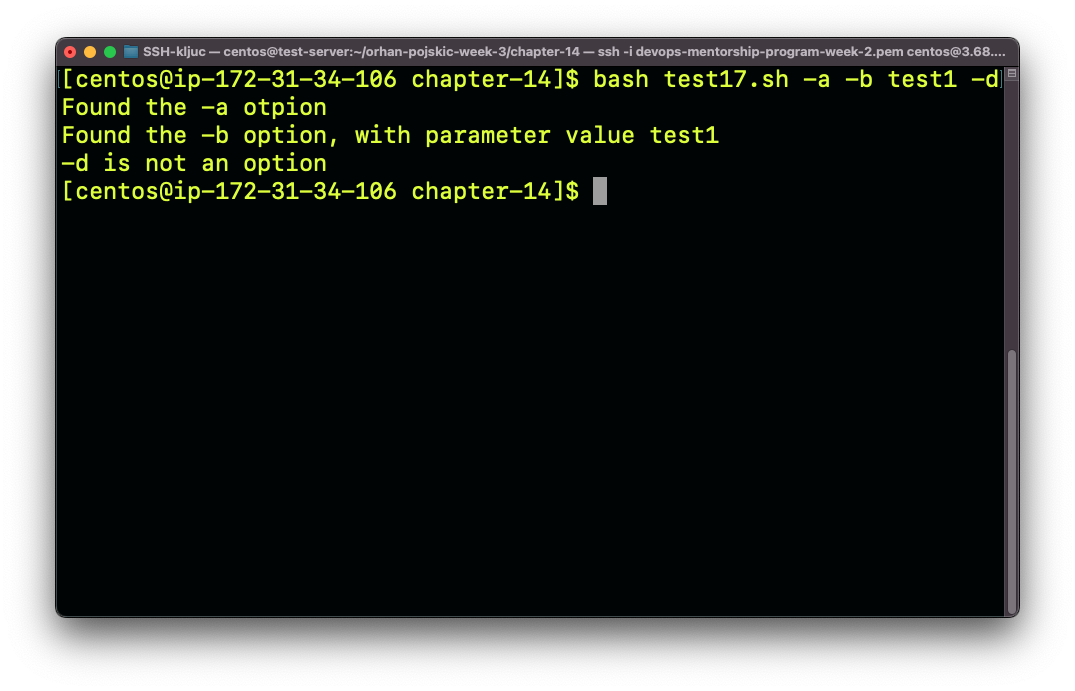 SSH-kljuc — centos@test-server:~/orhan-pojskic-week-3/chapter-14 — ssh -i devops-mentorship-program-week-2.pem centos@3.68....
[centos@ip-172-31-34-106 chapter-14]$ bash test17.sh -a -b test1 -d
Found the -a otpion
Found the -b option, with parameter value test1
-d is not an option
[centos@ip-172-31-34-106 chapter-14]$